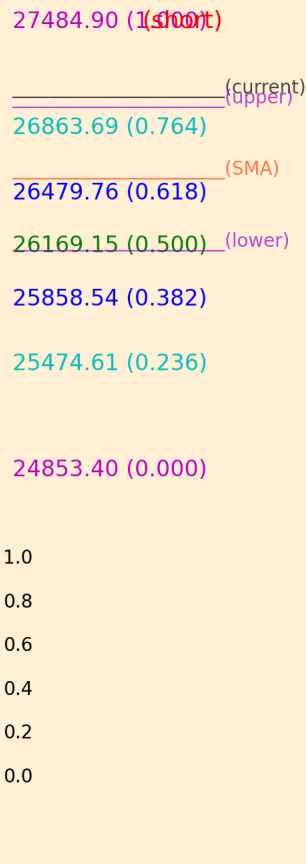 27484.90 (1.000)
(short)
(current)
(upper)
26863.69 (0.764)
(SMA)
26479.76 (0.618)
(lower)
26169.15 (0.500)
25858.54 (0.382)
25474.61 (0.236)
24853.40 (0.000)
1.0
0.8
0.6
0.4
0.2
0.0